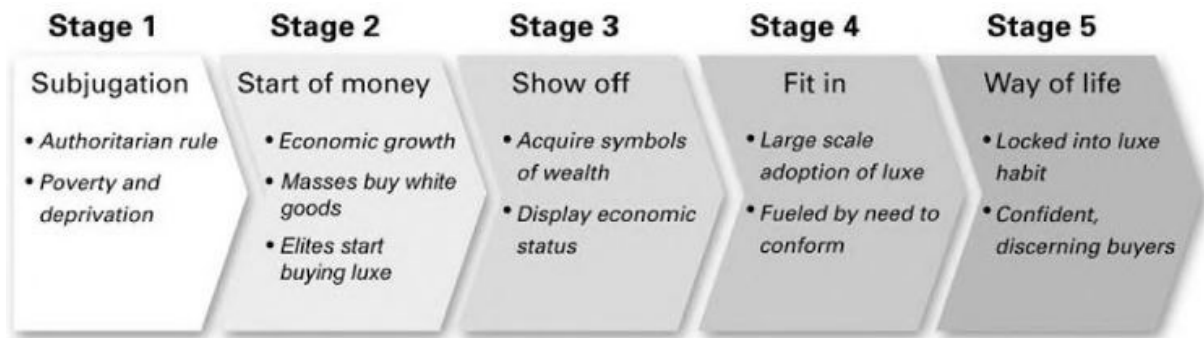 Stage 1
Stage 2
Stage 3
Stage 4
Stage 5
Subjugation
• Authoritarian rule
• Poverty and
deprivation
Start of money
• Economic growth
• Masses buy white
goods
• Elites start
buying luxe
Show off
• Acquire symbols
of wealth
• Display economic
status
Fit in
• Large scale
adoption of luxe
• Fueled by need to
conform
Way of life
• Locked into luxe
habit
• Confident,
discerning buyers